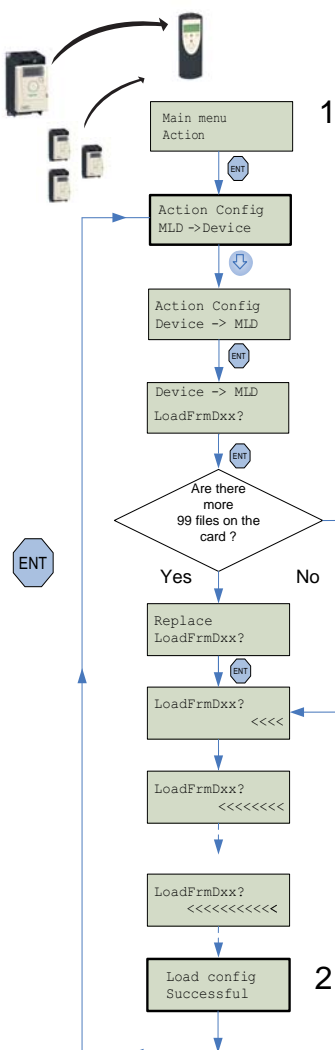 1
Main menu
Action
ENT
Action Config
MLD ->Device
Action Config
Device -> MLD
ENT
Device -> MLD
LoadFrmDxx?
ENT
Are there
more
99 files on the
card ?
ENT
Yes
No
Replace
LoadFrmDxx?
ENT
LoadFrmDxx?
<<<<
LoadFrmDxx?
<<<<<<<<
LoadFrmDxx?
<<<<<<<<<<<
Load config
Successful
2